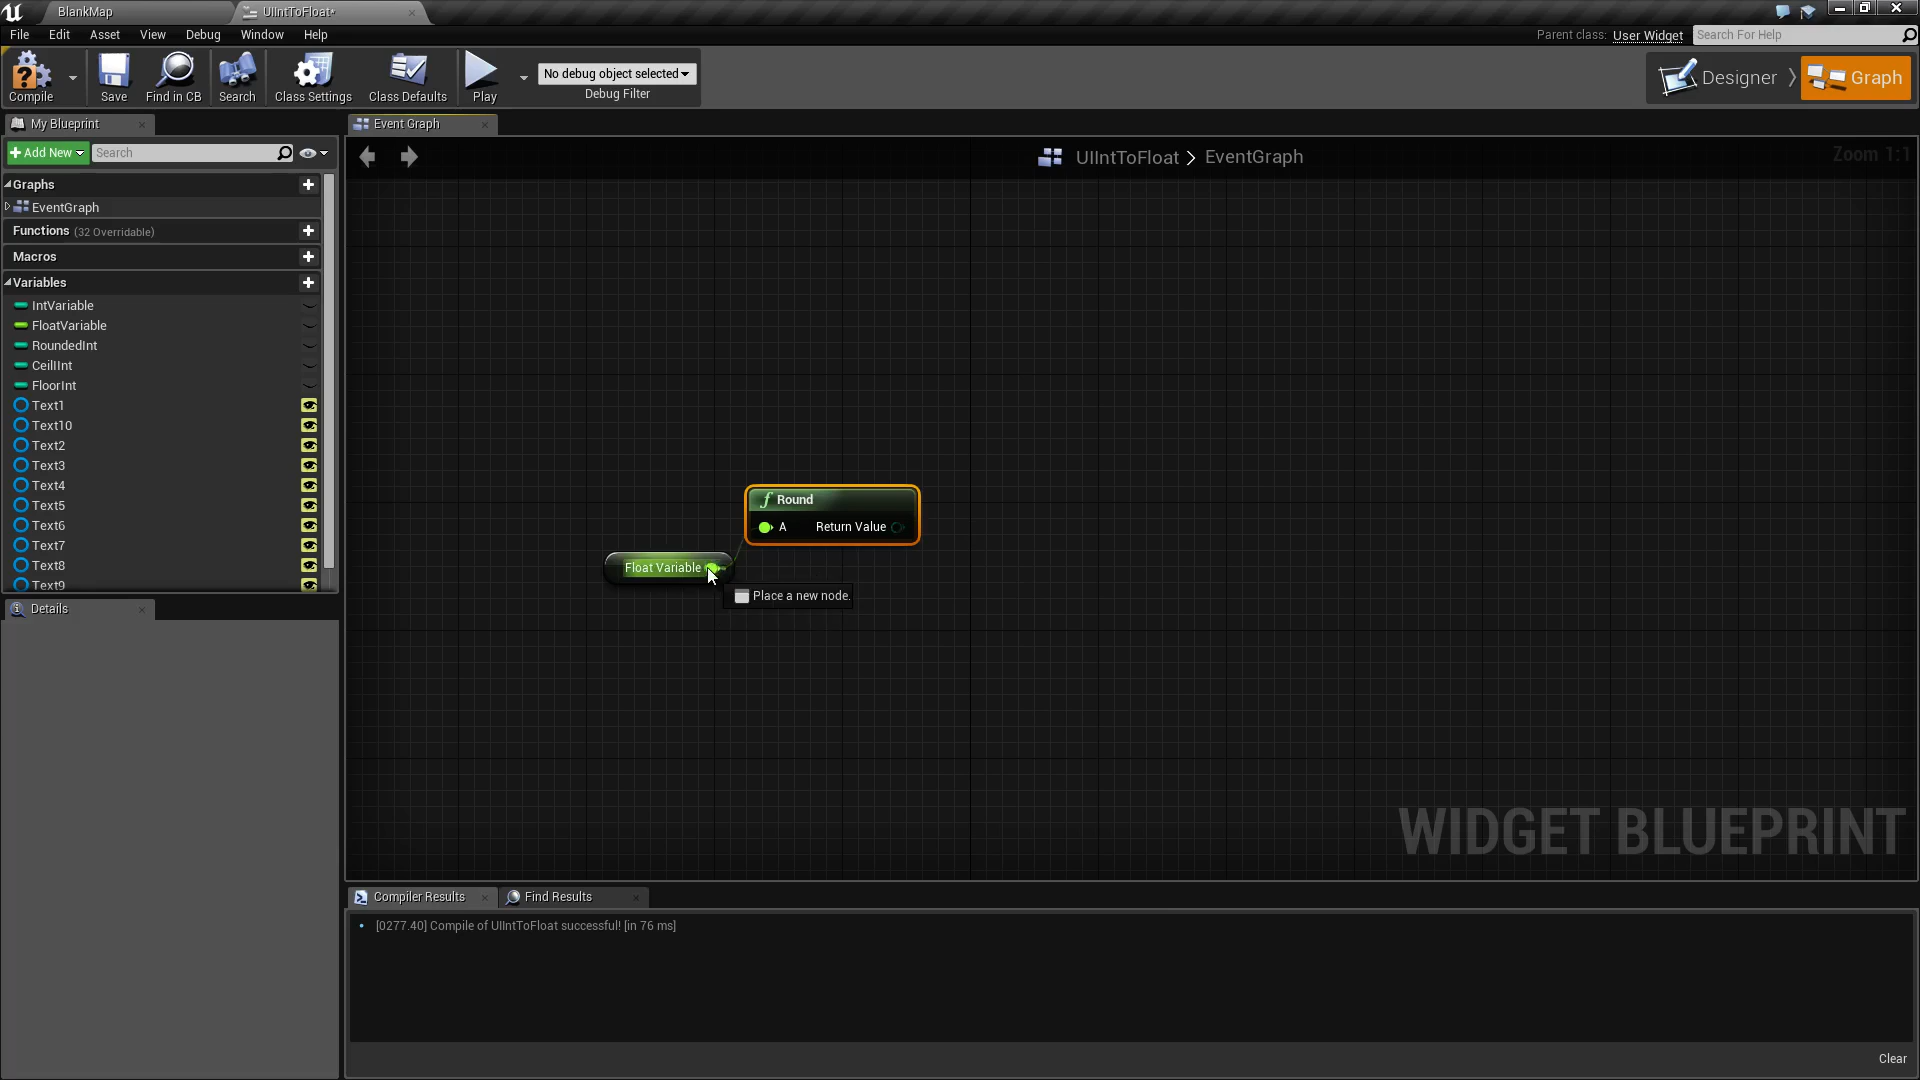 BlankMap
UIIntToFloat*
File Edit Asset View Debug Window Help
Parent class: User Widget
Search For Help
Compile
Save
Find in CB
Search
Class Settings
Class Defaults
Play
No debug object selected
Debug Filter
Designer
Graph
My Blueprint
Event Graph
Add New
Search
UIIntToFloat > EventGraph
Zoom 1:1
Graphs
EventGraph
Functions (32 Overridable)
Macros
Variables
IntVariable
FloatVariable
RoundedInt
CeilIInt
FloorInt
Text1
Text10
Text2
Text3
Text4
Text5
Text6
Text7
Text8
Text9
Details
f Round
A Return Value
Float Variable
Place a new node.
WIDGET BLUEPRINT
Compiler Results
Find Results
[0277.40] Compile of UIIntToFloat successful! [in 76 ms]
Clear